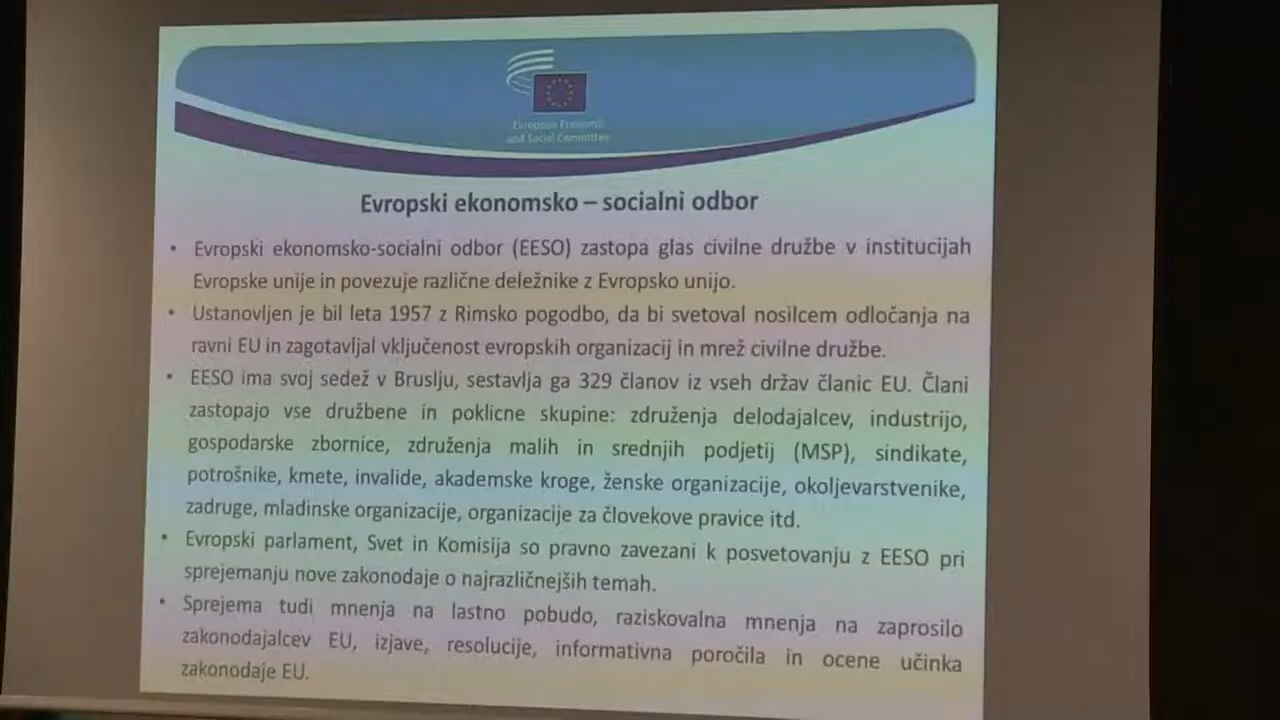 European Economic
and Social Committee
Evropski ekonomsko – socialni odbor
• Evropski ekonomsko-socialni odbor (EESO) zastopa glas civilne družbe v institucijah
Evropske unije in povezuje različne deležnike z Evropsko unijo.
• Ustanovljen je bil leta 1957 z Rimsko pogodbo, da bi svetoval nosilcem odločanja na
ravni EU in zagotavljal vključenost evropskih organizacij in mrež civilne družbe.
• EESO ima svoj sedež v Bruslju, sestavlja ga 329 članov iz vseh držav članic EU. Člani
zastopajo vse družbene in poklicne skupine: združenja delodajalcev, industrijo,
gospodarske zbornice, združenja malih in srednjih podjetij (MSP), sindikate,
potrošnike, kmete, invalide, akademske kroge, ženske organizacije, okoljevarstvenike,
zadruge, mladinske organizacije, organizacije za človekove pravice itd.
• Evropski parlament, Svet in Komisija so pravno zavezani k posvetovanju z EESO pri
sprejemanju nove zakonodaje o najrazličnejših temah.
• Sprejema tudi mnenja na lastno pobudo, raziskovalna mnenja na zaprosilo
zakonodajalcev EU, izjave, resolucije, informativna poročila in ocene učinka
zakonodaje EU.